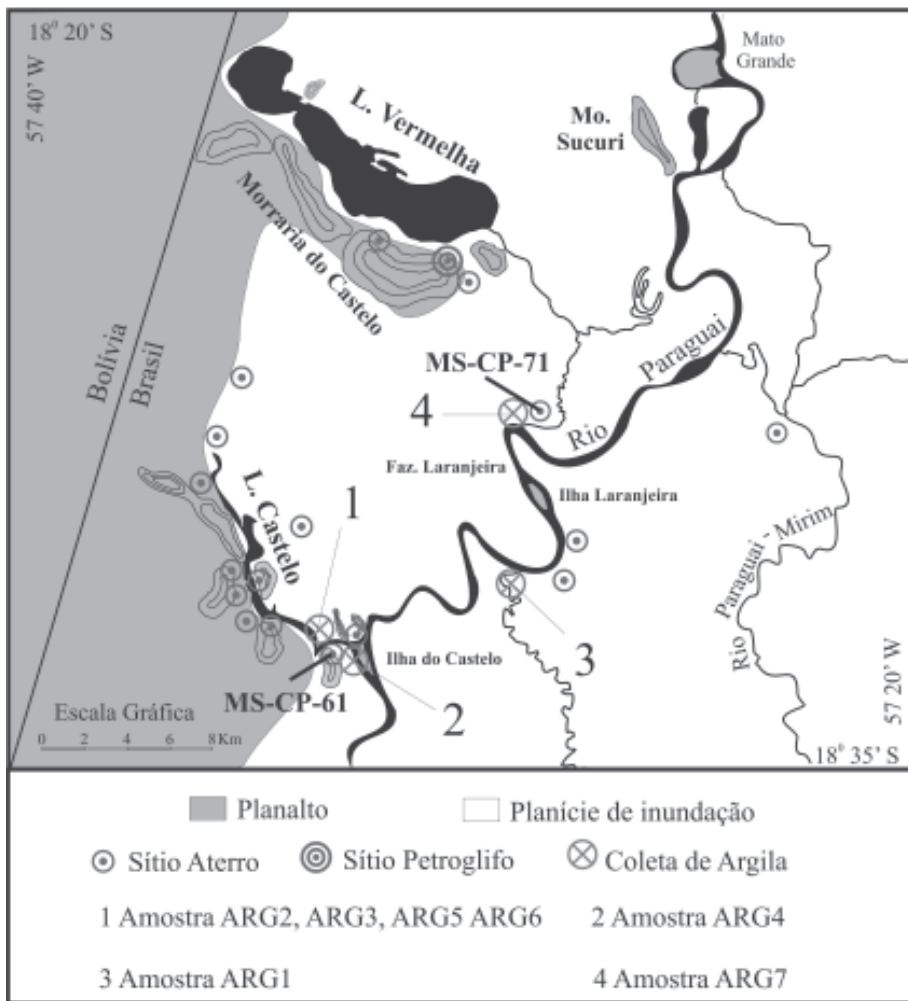 18⁰ 20' S
57 40' W
Mato
Grande
L. Vermelha
Mo.
Sucuri
Morraria do Castelo
Bolívia
Brasil
MS-CP-71
Rio
Paraguai
4
Faz. Laranjeira
Ilha Laranjeira
L. Castelo
1
Rio
Paraguai - Mirim
3
Ilha do Castelo
MS-CP-61
2
57 20' W
Escala Gráfica
0 2 4 6 8 Km
18⁰ 35' S
Planalto
Planície de inundação
Sítio Aterro
Sítio Petroglifo
Coleta de Argila
1 Amostra ARG2, ARG3, ARG5 ARG6
2 Amostra ARG4
3 Amostra ARG1
4 Amostra ARG7